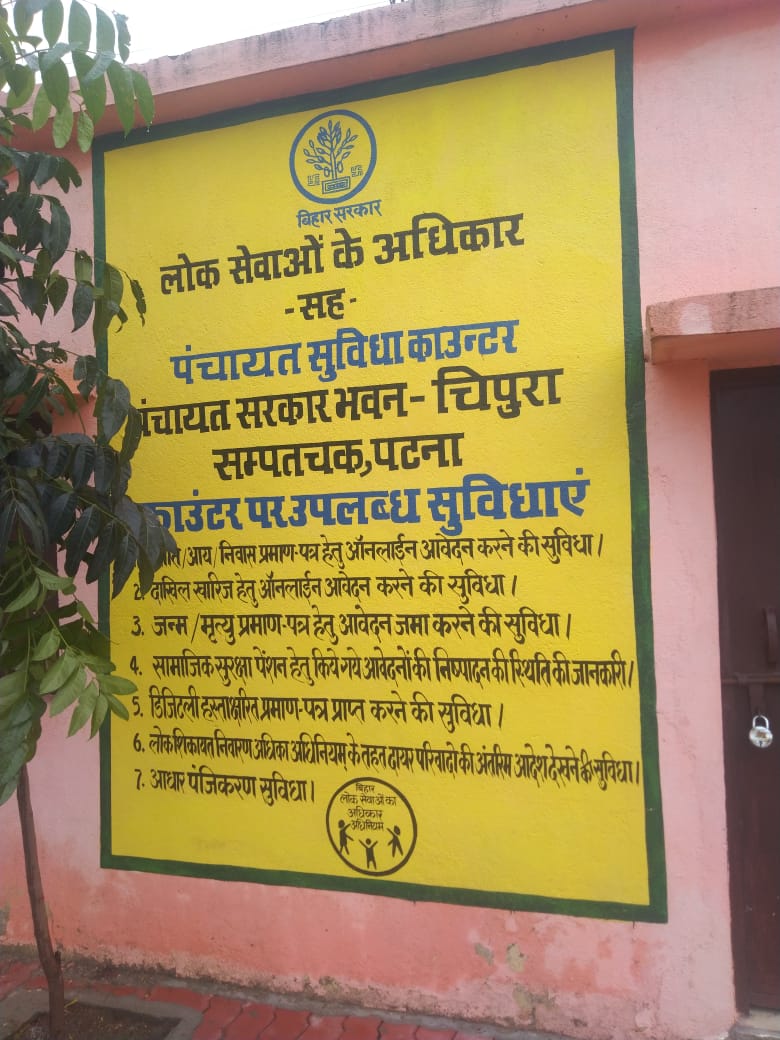 बिहार सरकार
लोक सेवाओं के अधिकार
-सह-
पंचायत सुविधा काउन्टर
पंचायत सरकार भवन- चिपुरा
सम्पतचक,पटना
काउंटर पर उपलब्ध सुविधाएं
/आय/निवास प्रमाण-पत्र हेतु ऑनलाईन आवेदन करने की सुविधा।
2. दाखिल खारिज हेतु ऑनलाईन आवेदन करने की सुविधा।
3. जन्म/मृत्यु प्रमाण-पत्र हेतु आवेदन जमा करने की सुविधा।
4. सामाजिक सुरक्षा पेंशन हेतु किये गये आवेदनों की निष्पादन की स्थिति की जानकारी।
5. डिजिटली हस्ताक्षरित प्रमाण-पत्र प्राप्त करने की सुविधा।
6. लोक शिकायत निवारण अधिका अधिनियम् के तहत दायर परिवादो की अंतरिम आदेश देखने की सुविधा।
7. आधार पंजिकरण सुविधा।
बिहार
लोक सेवाओं का
अधिकार
अधिनियम